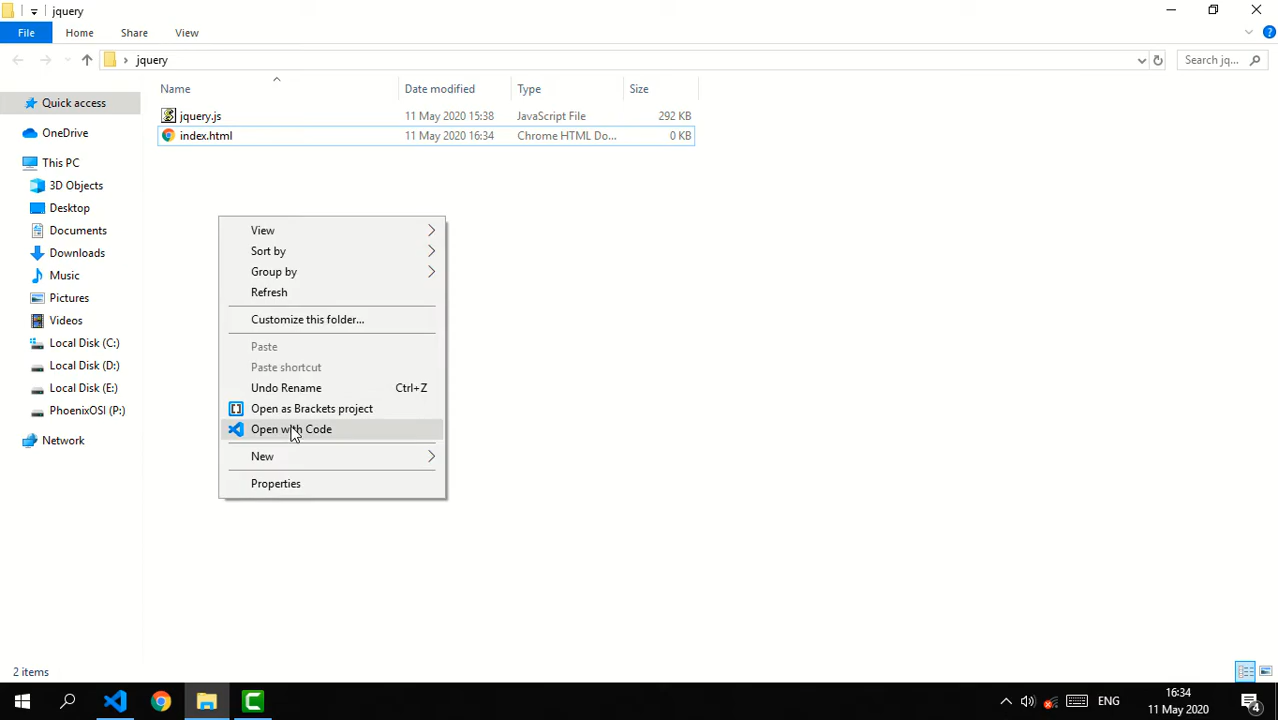 jquery
File Home Share View
jquery
Search jq...
Name Date modified Type Size
jquery.js 11 May 2020 15:38 JavaScript File 292 KB
index.html 11 May 2020 16:34 Chrome HTML Do... 0 KB
Quick access
OneDrive
This PC
3D Objects
Desktop
Documents
Downloads
Music
Pictures
Videos
Local Disk (C:)
Local Disk (D:)
Local Disk (E:)
PhoenixOSI (P:)
Network
View
Sort by
Group by
Refresh
Customize this folder...
Paste
Paste shortcut
Undo Rename Ctrl+Z
Open as Brackets project
Open with Code
New
Properties
2 items
ENG
16:34
11 May 2020
4